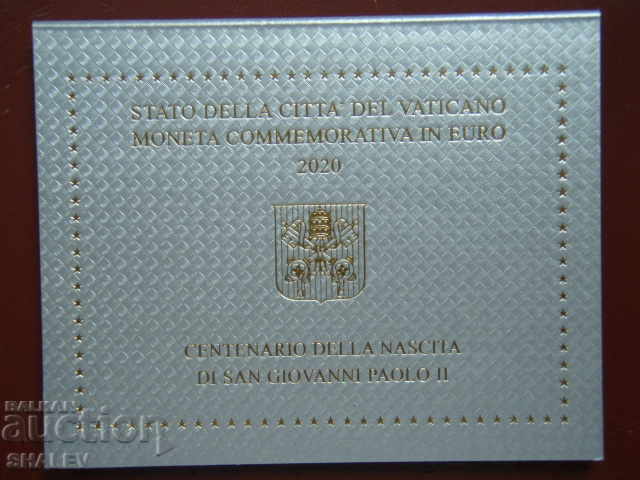 STATO DELLA CITTA' DEL VATICANO
MONETA COMMEMORATIVA IN EURO
2020
CENTENARIO DELLA NASCITA
DI SAN GIOVANNI PAOLO II
BALKAN
auction
SHALEV